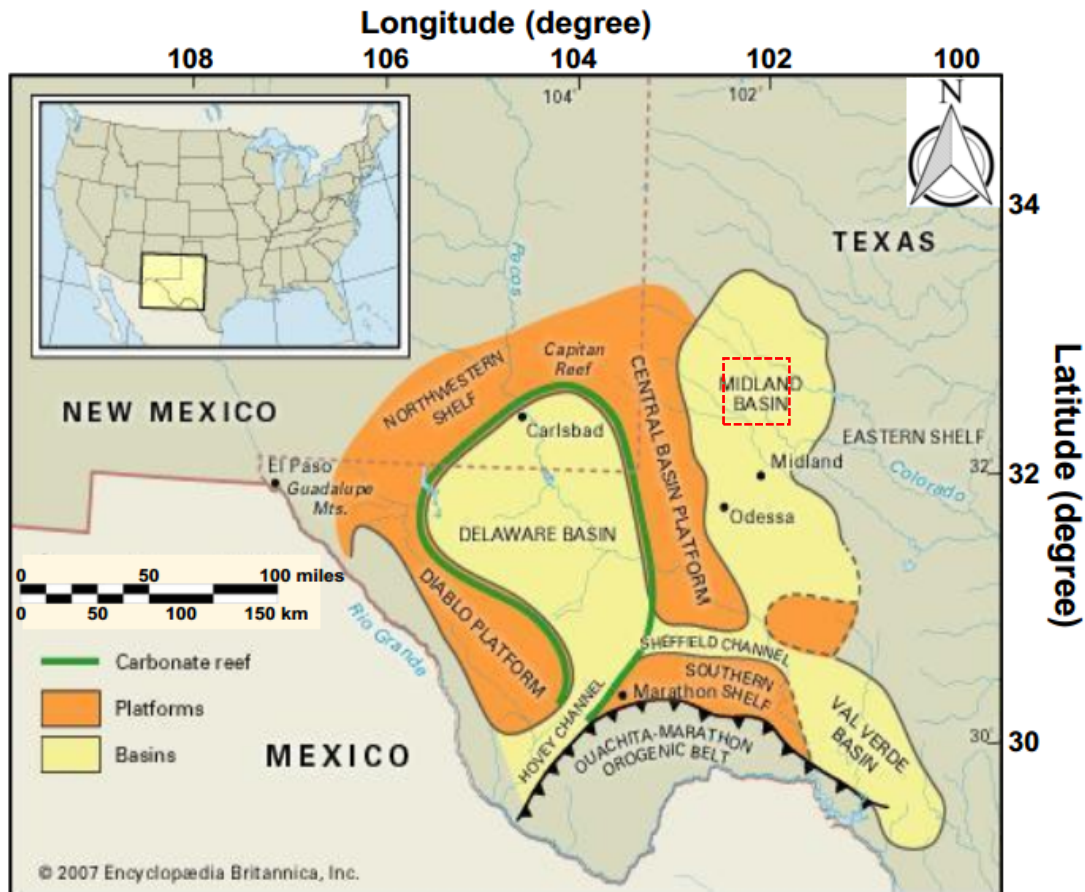 Longitude (degree)
108 106 104 102 100
104° 102°
N
34
TEXAS
Pecos
Capitan
Reef
NORTHWESTERN
SHELF
CENTRAL BASIN PLATFORM
MIDLAND
BASIN
NEW MEXICO
Carlsbad
EASTERN SHELF
El Paso
Guadalupe
Mts.
Midland
32° 32
Colorado
Odessa
DELAWARE BASIN
Latitude (degree)
0 50 100 miles
0 50 100 150 km
DIABLO PLATFORM
Rio Grande
SHEFFIELD CHANNEL
Carbonate reef
SOUTHERN
Marathon Shelf
Platforms
HOVEY CHANNEL
VAL VERDE
BASIN
30° 30
OUACHITA-MARATHON
OROGENIC BELT
Basins
MEXICO
© 2007 Encyclopædia Britannica, Inc.